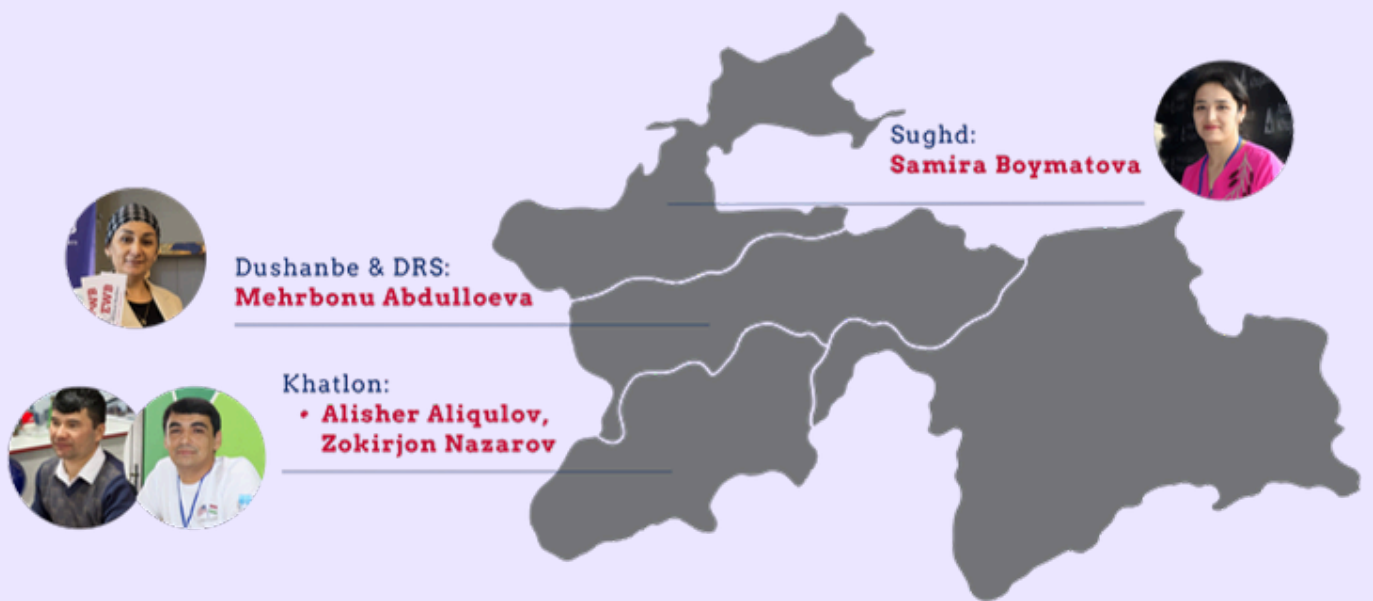 Sughd:
Samira Boymatova
Dushanbe & DRS:
Mehrbonu Abdulloeva
Khatlon:
• Alisher Aliqulov,
Zokirjon Nazarov